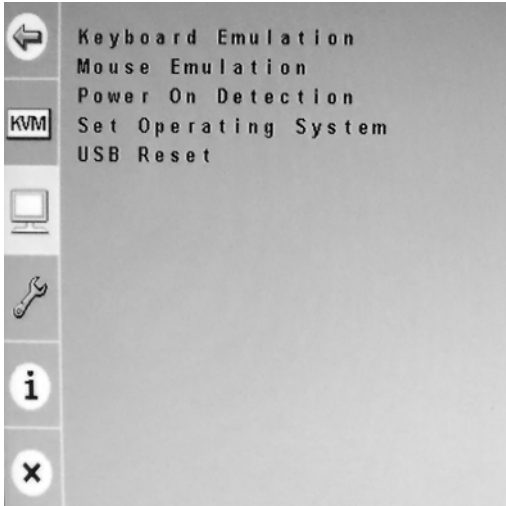 Keyboard Emulation
Mouse Emulation
Power On Detection
KVM
Set Operating System
USB Reset
i